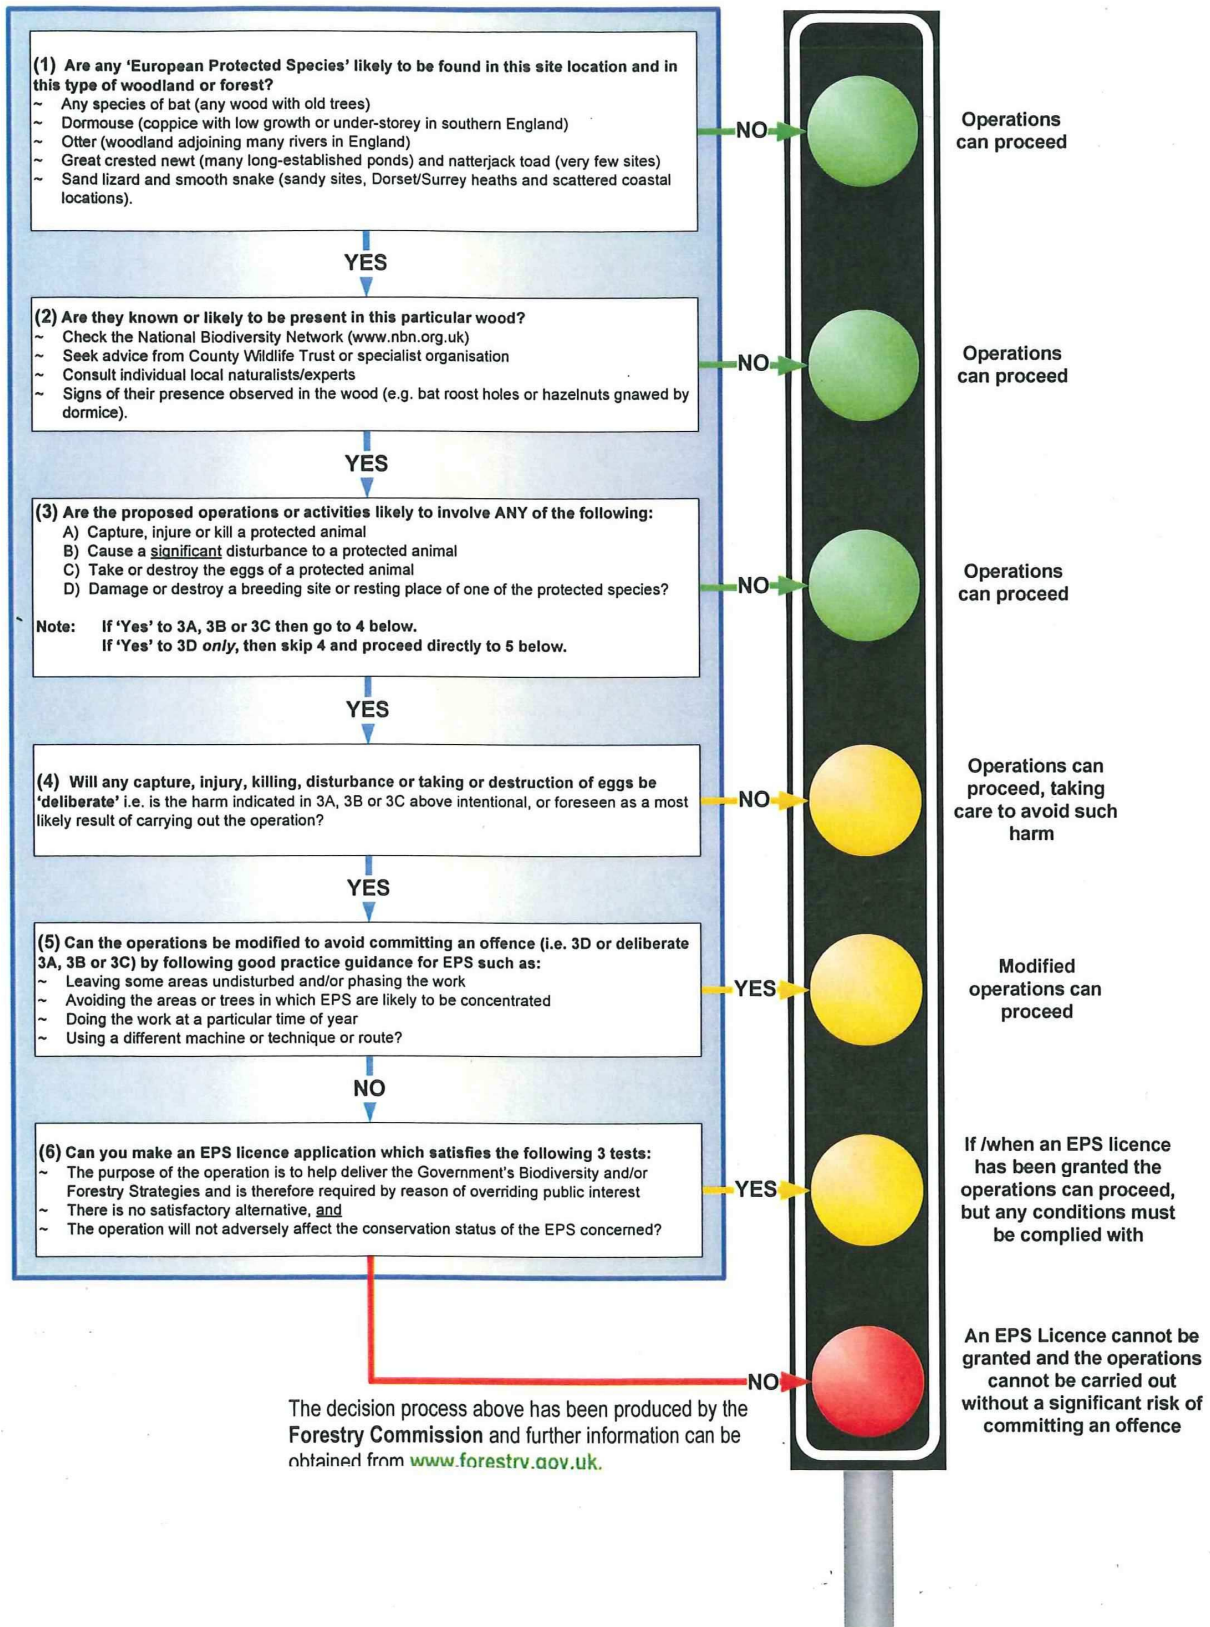 (1) Are any 'European Protected Species' likely to be found in this site location and in
this type of woodland or forest?
~ Any species of bat (any wood with old trees)
~ Dormouse (coppice with low growth or under-storey in southern England)
~ Otter (woodland adjoining many rivers in England)
~ Great crested newt (many long-established ponds) and natterjack toad (very few sites)
~ Sand lizard and smooth snake (sandy sites, Dorset/Surrey heaths and scattered coastal
locations).
NO
Operations
can proceed
YES
(2) Are they known or likely to be present in this particular wood?
~ Check the National Biodiversity Network (www.nbn.org.uk)
~ Seek advice from County Wildlife Trust or specialist organisation
~ Consult individual local naturalists/experts
~ Signs of their presence observed in the wood (e.g. bat roost holes or hazelnuts gnawed by
dormice).
NO
Operations
can proceed
YES
(3) Are the proposed operations or activities likely to involve ANY of the following:
A) Capture, injure or kill a protected animal
B) Cause a significant disturbance to a protected animal
C) Take or destroy the eggs of a protected animal
D) Damage or destroy a breeding site or resting place of one of the protected species?
Note: If 'Yes' to 3A, 3B or 3C then go to 4 below.
If 'Yes' to 3D only, then skip 4 and proceed directly to 5 below.
NO
Operations
can proceed
YES
(4) Will any capture, injury, killing, disturbance or taking or destruction of eggs be
'deliberate' i.e. is the harm indicated in 3A, 3B or 3C above intentional, or foreseen as a most
likely result of carrying out the operation?
NO
Operations can
proceed, taking
care to avoid such
harm
YES
(5) Can the operations be modified to avoid committing an offence (i.e. 3D or deliberate
3A, 3B or 3C) by following good practice guidance for EPS such as:
~ Leaving some areas undisturbed and/or phasing the work
~ Avoiding the areas or trees in which EPS are likely to be concentrated
~ Doing the work at a particular time of year
~ Using a different machine or technique or route?
YES
Modified
operations can
proceed
NO
(6) Can you make an EPS licence application which satisfies the following 3 tests:
~ The purpose of the operation is to help deliver the Government's Biodiversity and/or
Forestry Strategies and is therefore required by reason of overriding public interest
~ There is no satisfactory alternative, and
~ The operation will not adversely affect the conservation status of the EPS concerned?
YES
If /when an EPS licence
has been granted the
operations can proceed,
but any conditions must
be complied with
NO
An EPS Licence cannot be
granted and the operations
cannot be carried out
without a significant risk of
committing an offence
The decision process above has been produced by the
Forestry Commission and further information can be
obtained from www.forestry.gov.uk.